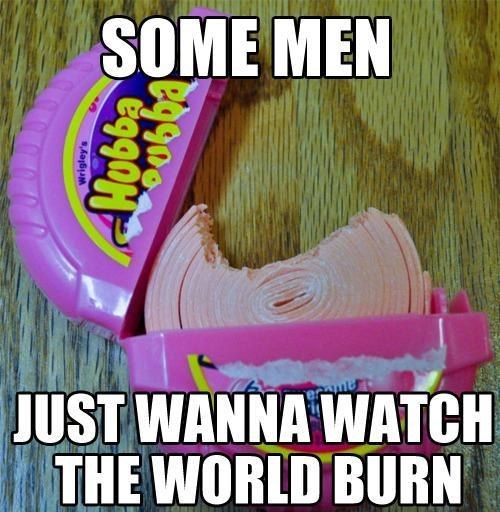 SOME MEN
Wrigley's
Hubba
Bubba
JUST WANNA WATCH
THE WORLD BURN